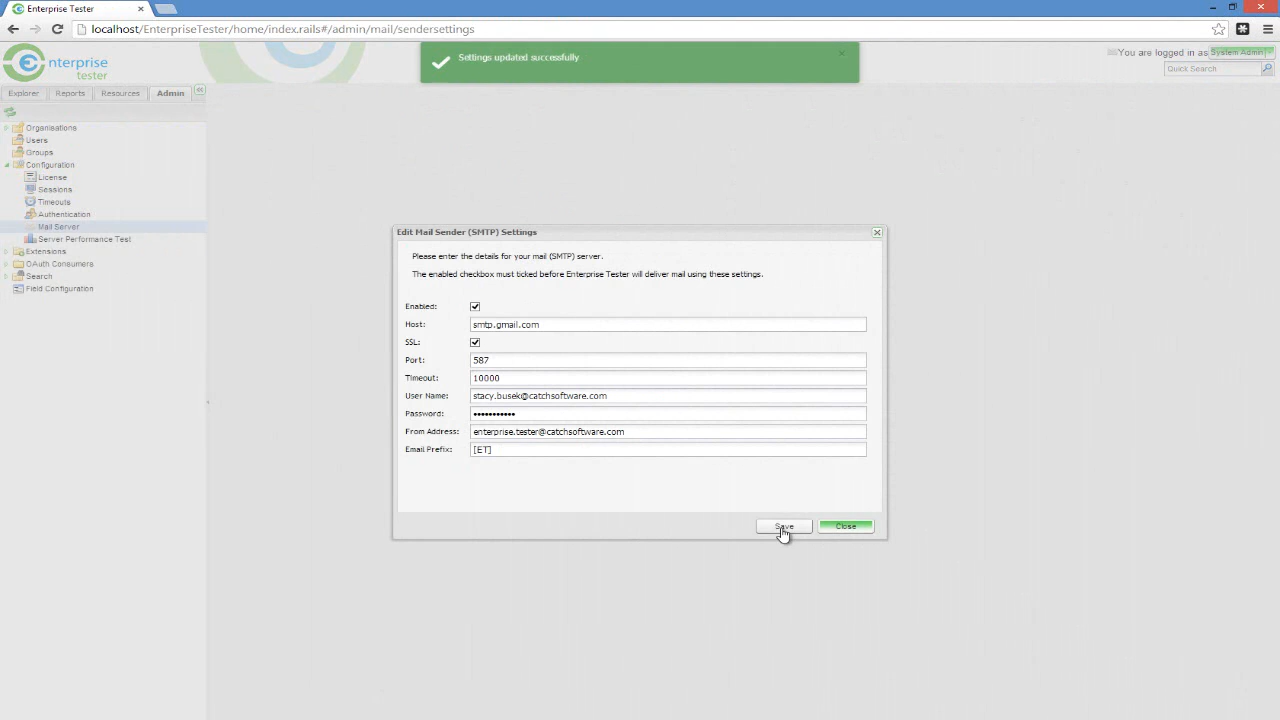 Enterprise Tester
localhost/EnterpriseTester/home/index.rails#/admin/mail/sendersettings
Settings updated successfully
nterprise
tester
You are logged in as System Admin
Quick Search
Explorer Reports Resources Admin
Organisations
Users
Groups
Configuration
License
Sessions
Timeouts
Authentication
Mail Server
Server Performance Test
Extensions
OAuth Consumers
Search
Field Configuration
Edit Mail Sender (SMTP) Settings
Please enter the details for your mail (SMTP) server.
The enabled checkbox must ticked before Enterprise Tester will deliver mail using these settings.
Enabled:
Host: smtp.gmail.com
SSL:
Port: 587
Timeout: 10000
User Name: stacy.busek@catchsoftware.com
Password: •••••••••••
From Address: enterprise.tester@catchsoftware.com
Email Prefix: [ET]
Save Close